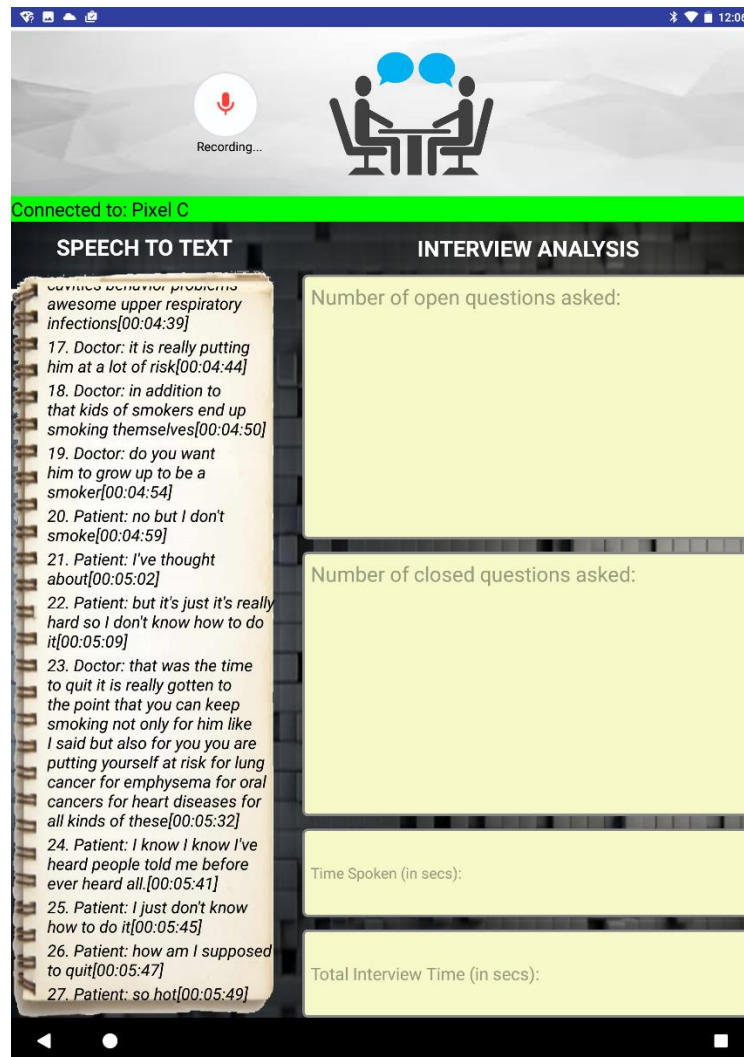 12:06
Recording...
Connected to: Pixel C
SPEECH TO TEXT
cavities behavior problems
awesome upper respiratory
infections[00:04:39]
17. Doctor: it is really putting
him at a lot of risk[00:04:44]
18. Doctor: in addition to
that kids of smokers end up
smoking themselves[00:04:50]
19. Doctor: do you want
him to grow up to be a
smoker[00:04:54]
20. Patient: no but I don't
smoke[00:04:59]
21. Patient: I've thought
about[00:05:02]
22. Patient: but it's just it's really
hard so I don't know how to do
it[00:05:09]
23. Doctor: that was the time
to quit it is really gotten to
the point that you can keep
smoking not only for him like
I said but also for you you are
putting yourself at risk for lung
cancer for emphysema for oral
cancers for heart diseases for
all kinds of these[00:05:32]
24. Patient: I know I know I've
heard people told me before
ever heard all.[00:05:41]
25. Patient: I just don't know
how to do it[00:05:45]
26. Patient: how am I supposed
to quit[00:05:47]
27. Patient: so hot[00:05:49]
INTERVIEW ANALYSIS
Number of open questions asked:
Number of closed questions asked:
Time Spoken (in secs):
Total Interview Time (in secs):